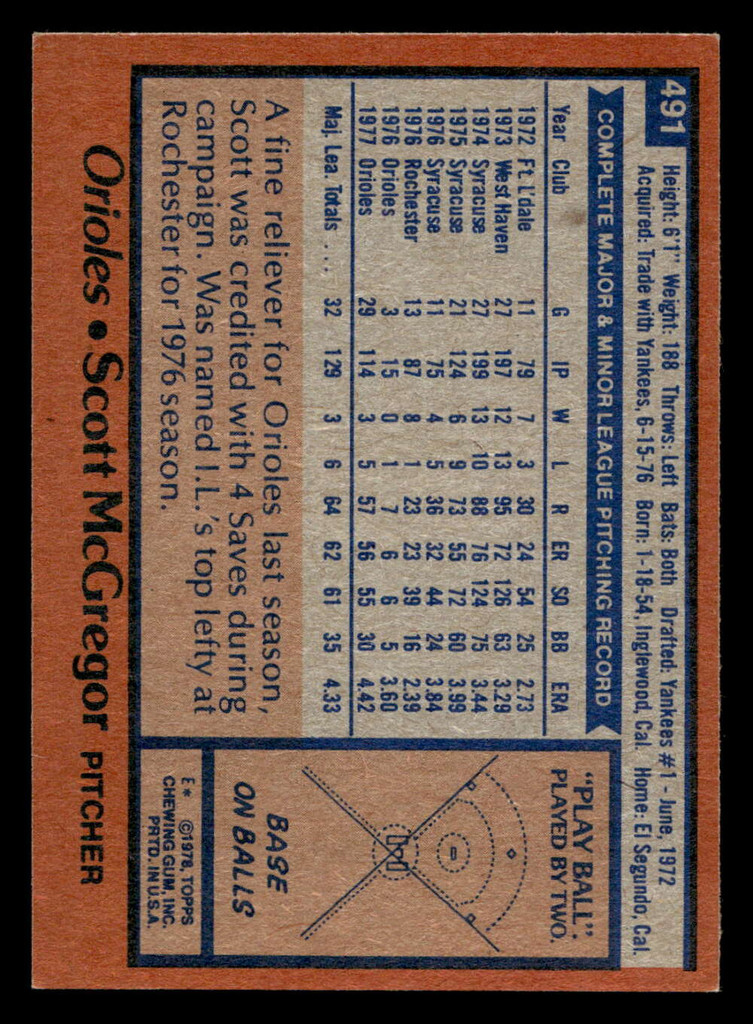 491
Height: 6'1" Weight: 188 Throws: Left Bats: Both Drafted: Yankees #1 - June, 1972
Acquired: Trade with Yankees, 6-15-76 Born: 1-18-54, Inglewood, Cal. Home: El Segundo, Cal.
COMPLETE MAJOR & MINOR LEAGUE PITCHING RECORD
Year Club G IP W L R ER SO BB ERA
1972 Ft. L'dale 11 79 7 3 30 24 54 25 2.73
1973 West Haven 27 197 12 13 95 72 126 63 3.29
1974 Syracuse 27 199 13 10 88 76 124 75 3.44
1975 Syracuse 21 124 6 9 73 55 72 60 3.99
1976 Syracuse 11 75 4 5 36 32 44 24 3.84
1976 Rochester 13 87 8 1 23 23 39 16 2.39
1976 Orioles 3 15 0 1 7 6 6 5 3.60
1977 Orioles 29 114 3 5 57 56 55 30 4.42
Maj. Lea. Totals ... 32 129 3 6 64 62 61 35 4.33
A fine reliever for Orioles last season,
Scott was credited with 4 Saves during
campaign. Was named I.L.'s top lefty at
Rochester for 1976 season.
"PLAY BALL"
PLAYED BY TWO.
BASE
ON BALLS
E* ©1978, TOPPS
CHEWING GUM, INC.
PRTD. IN U.S.A.
Orioles • Scott McGregor PITCHER